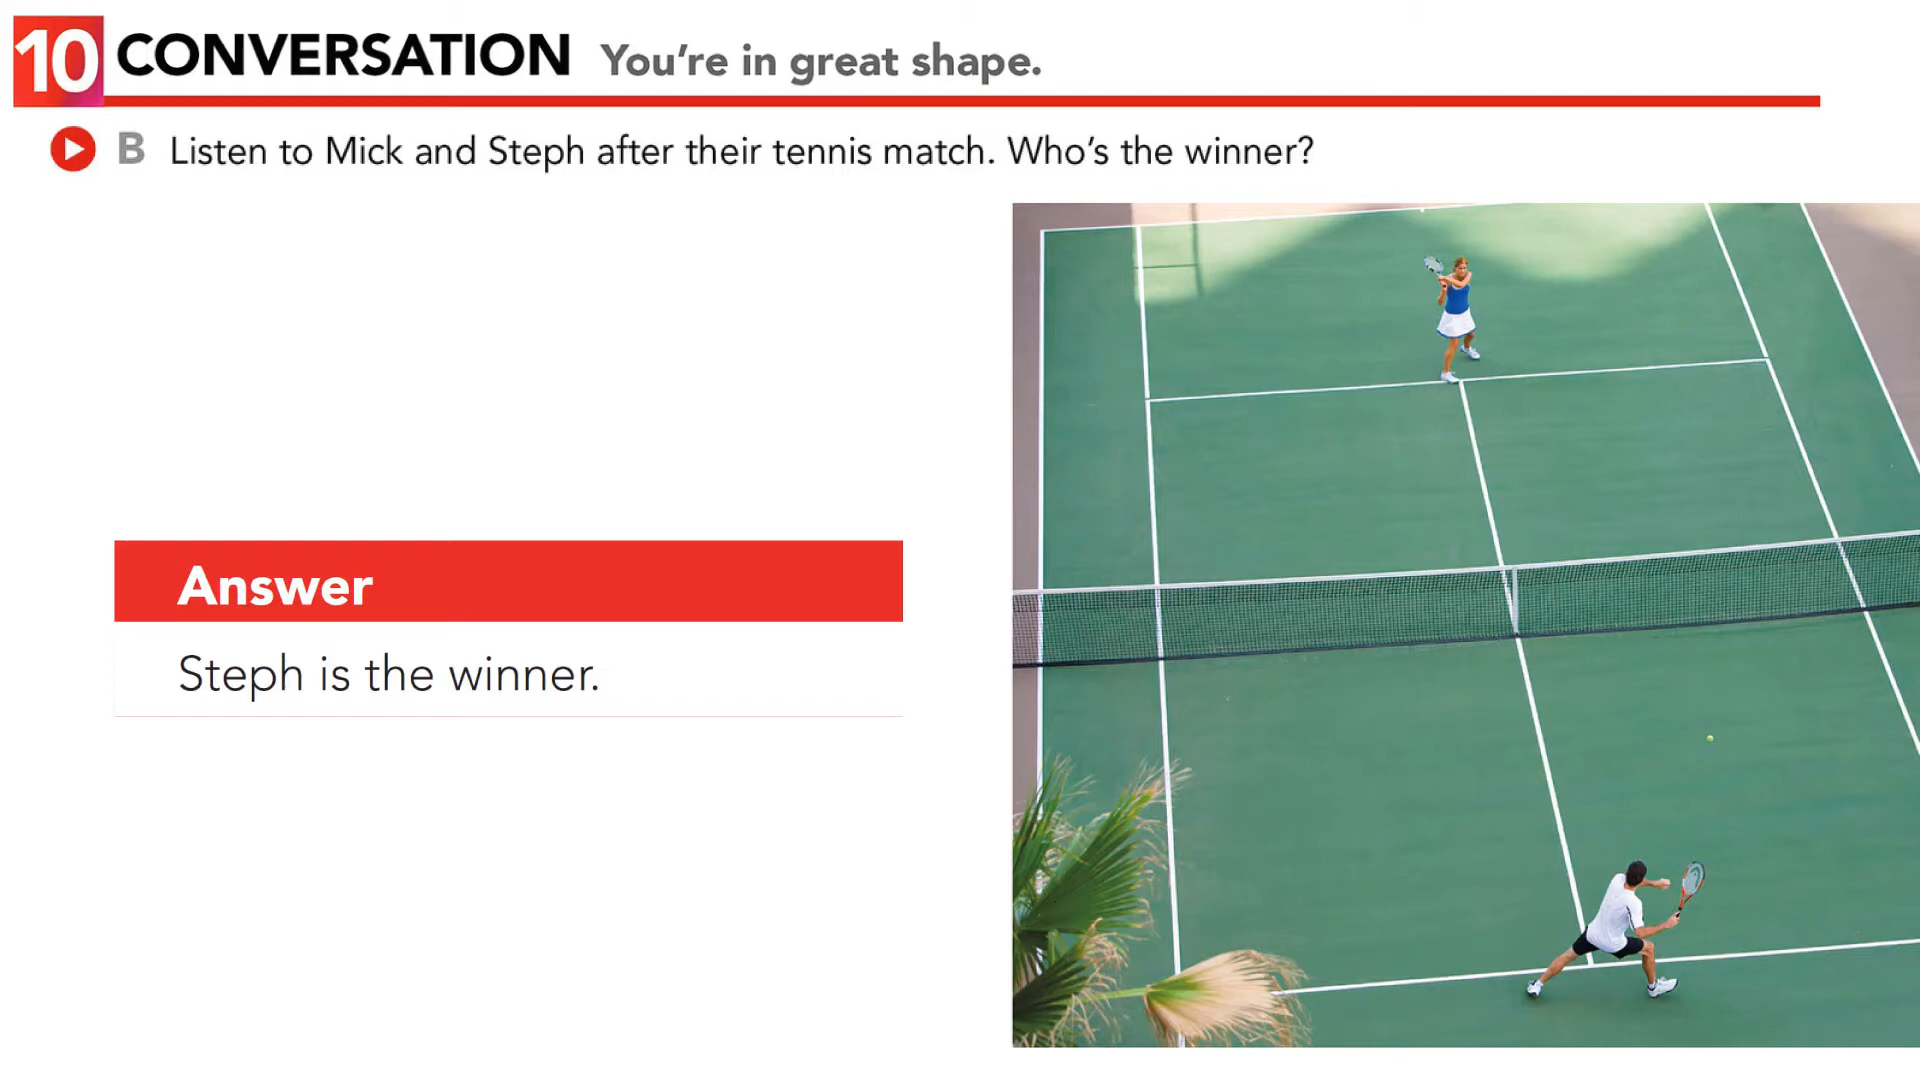 10 CONVERSATION You're in great shape.
B Listen to Mick and Steph after their tennis match. Who's the winner?
Answer
Steph is the winner.